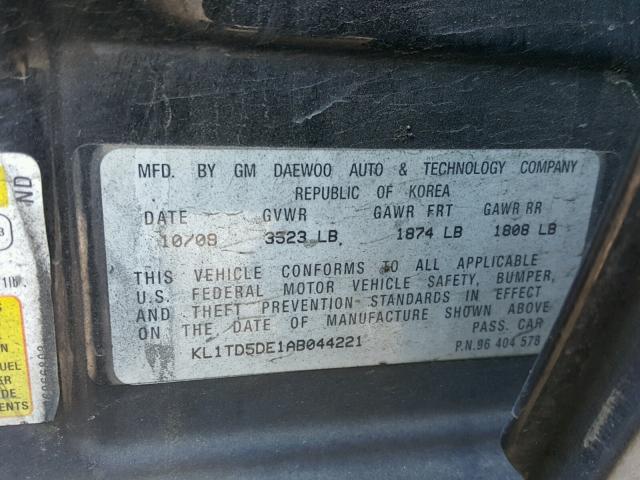 MFD. BY GM DAEWOO AUTO & TECHNOLOGY COMPANY
REPUBLIC OF KOREA
DATE GVWR GAWR FRT GAWR RR
10/09 3523 LB 1874 LB 1808 LB
THIS VEHICLE CONFORMS TO ALL APPLICABLE
U.S. FEDERAL MOTOR VEHICLE SAFETY, BUMPER,
AND THEFT PREVENTION STANDARDS IN EFFECT
ON THE DATE OF MANUFACTURE SHOWN ABOVE
PASS. CAR
KL1TD5DE1AB044221
P.N.96 404 578
ND